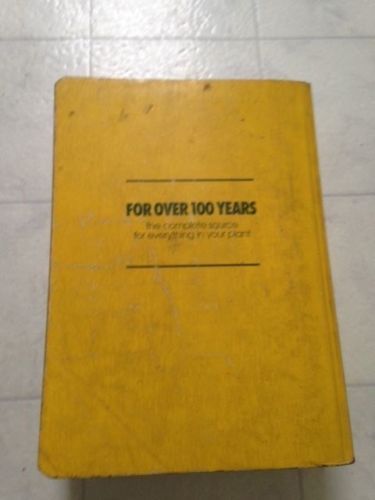 FOR OVER 100 YEARS
the complete source
for everything in your plant